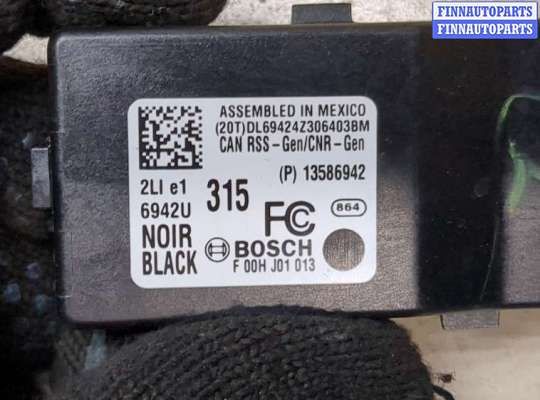 FINNAUTOPARTS
FINNAUTOPARTS
ASSEMBLED IN MEXICO
(20T)DL69424Z306403BM
CAN RSS-Gen/CNR-Gen
(P) 13586942
2LI e1
6942U
315
FC
864
NOIR
BLACK
BOSCH
F 00H J01 013